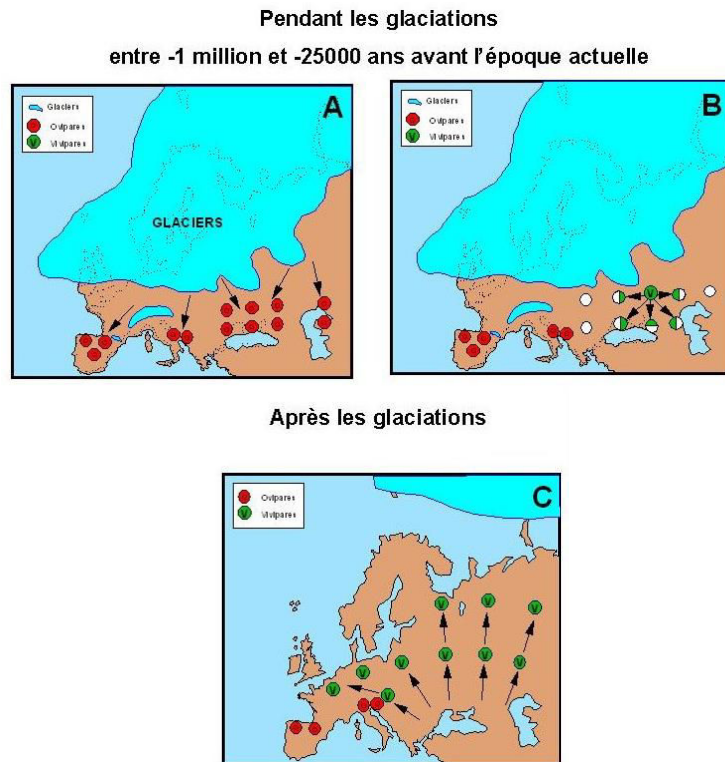 Pendant les glaciations
entre -1 million et -25000 ans avant l'époque actuelle
A
Glaciers
Ovipares
V Vivipares
GLACIERS
B
Glaciers
Ovipares
V Vivipares
V
Après les glaciations
C
Ovipares
V Vivipares
V V V
V V V V
V
V V